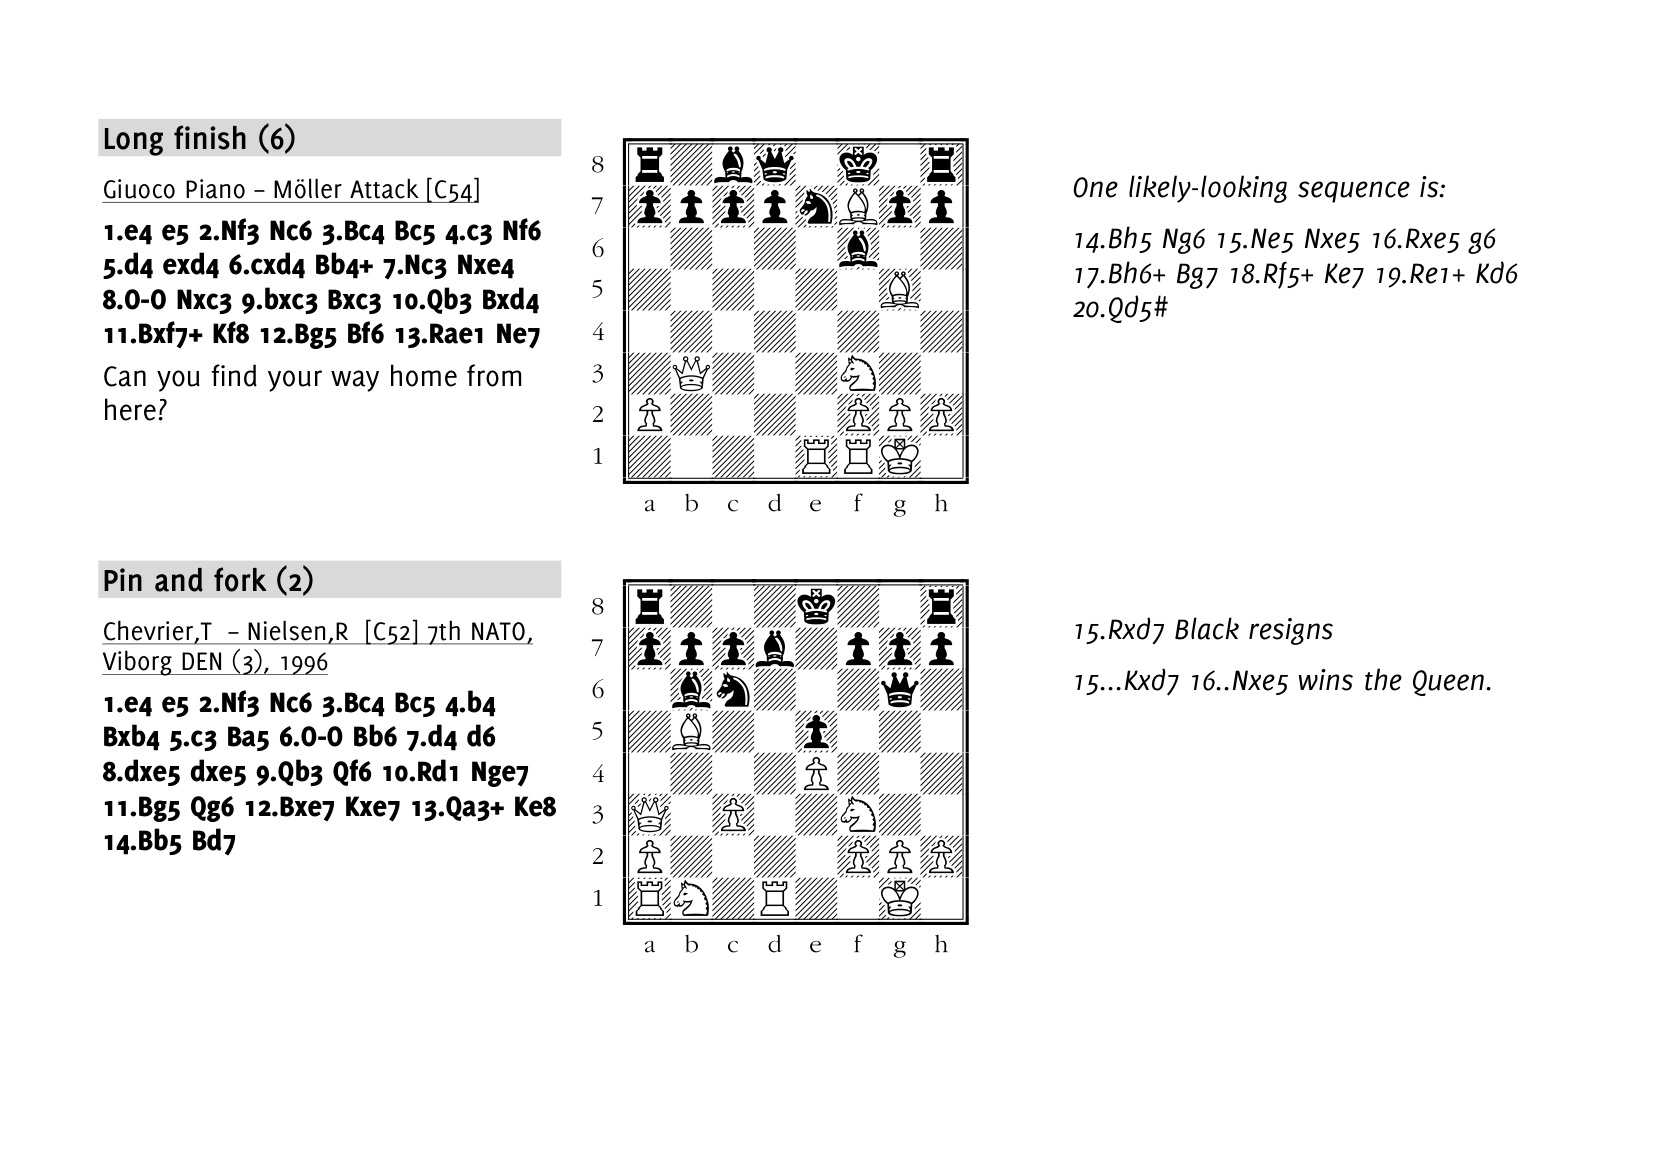 Long finish (6)
Giuoco Piano – Möller Attack [C54]
1.e4 e5 2.Nf3 Nc6 3.Bc4 Bc5 4.c3 Nf6
5.d4 exd4 6.cxd4 Bb4+ 7.Nc3 Nxe4
8.0-0 Nxc3 9.bxc3 Bxc3 10.Qb3 Bxd4
11.Bxf7+ Kf8 12.Bg5 Bf6 13.Rae1 Ne7
Can you find your way home from
here?
8
7
6
5
4
3
2
1
a b c d e f g h
One likely-looking sequence is:
14.Bh5 Ng6 15.Ne5 Nxe5 16.Rxe5 g6
17.Bh6+ Bg7 18.Rf5+ Ke7 19.Re1+ Kd6
20.Qd5#
Pin and fork (2)
Chevrier,T – Nielsen,R [C52] 7th NATO,
Viborg DEN (3), 1996
1.e4 e5 2.Nf3 Nc6 3.Bc4 Bc5 4.b4
Bxb4 5.c3 Ba5 6.0-0 Bb6 7.d4 d6
8.dxe5 dxe5 9.Qb3 Qf6 10.Rd1 Nge7
11.Bg5 Qg6 12.Bxe7 Kxe7 13.Qa3+ Ke8
14.Bb5 Bd7
8
7
6
5
4
3
2
1
a b c d e f g h
15.Rxd7 Black resigns
15...Kxd7 16..Nxe5 wins the Queen.